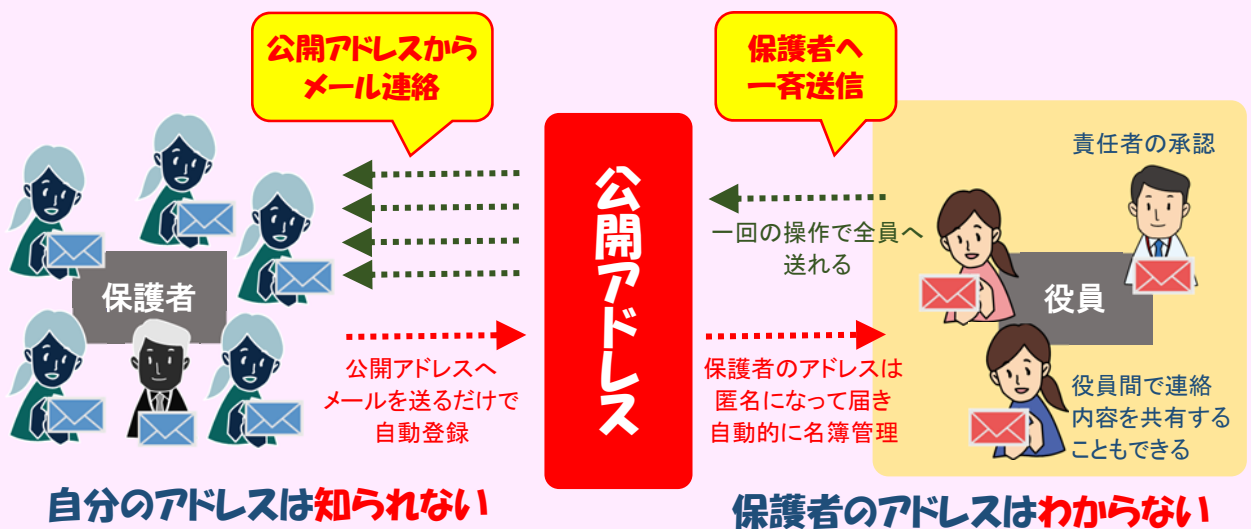 公開アドレスから
メール連絡
保護者へ
一斉送信
責任者の承認
公開アドレス
一回の操作で全員へ
送れる
保護者
役員
公開アドレスへ
メールを送るだけで
自動登録
保護者のアドレスは
匿名になって届き
自動的に名簿管理
役員間で連絡
内容を共有する
こともできる
自分のアドレスは知られない
保護者のアドレスはわからない